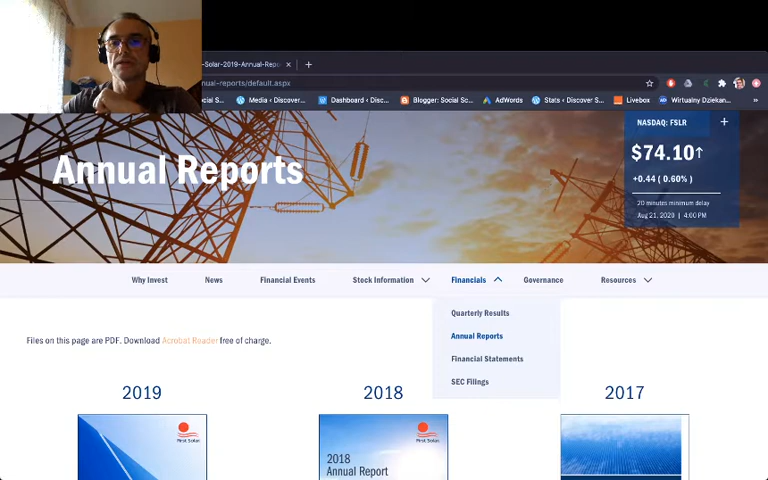 -Solar-2019-Annual-Repo
nual-reports/default.aspx
ocial S...
Media ‹ Discover...
Dashboard ‹ Disc...
Blogger: Social Sc...
AdWords
Stats ‹ Discover S...
Livebox
Wirtualny Dziekan...
Annual Reports
NASDAQ: FSLR
+
$74.10↑
+0.44 ( 0.60% )
20 minutes minimum delay
Aug 21, 2020 | 4:00 PM
Why Invest
News
Financial Events
Stock Information
Financials
Governance
Resources
Quarterly Results
Annual Reports
Financial Statements
SEC Filings
Files on this page are PDF. Download Acrobat Reader free of charge.
2019
2018
2017
First Solar
First Solar
2018
Annual Report